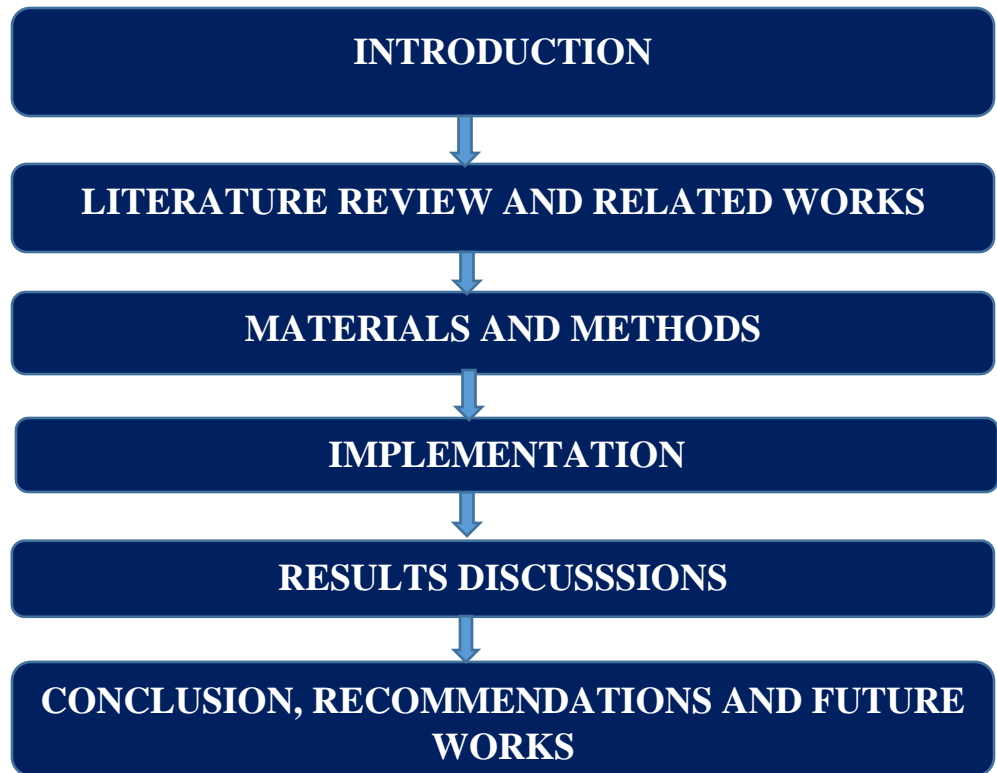 INTRODUCTION
LITERATURE REVIEW AND RELATED WORKS
MATERIALS AND METHODS
IMPLEMENTATION
RESULTS DISCUSSSIONS
CONCLUSION, RECOMMENDATIONS AND FUTURE
WORKS